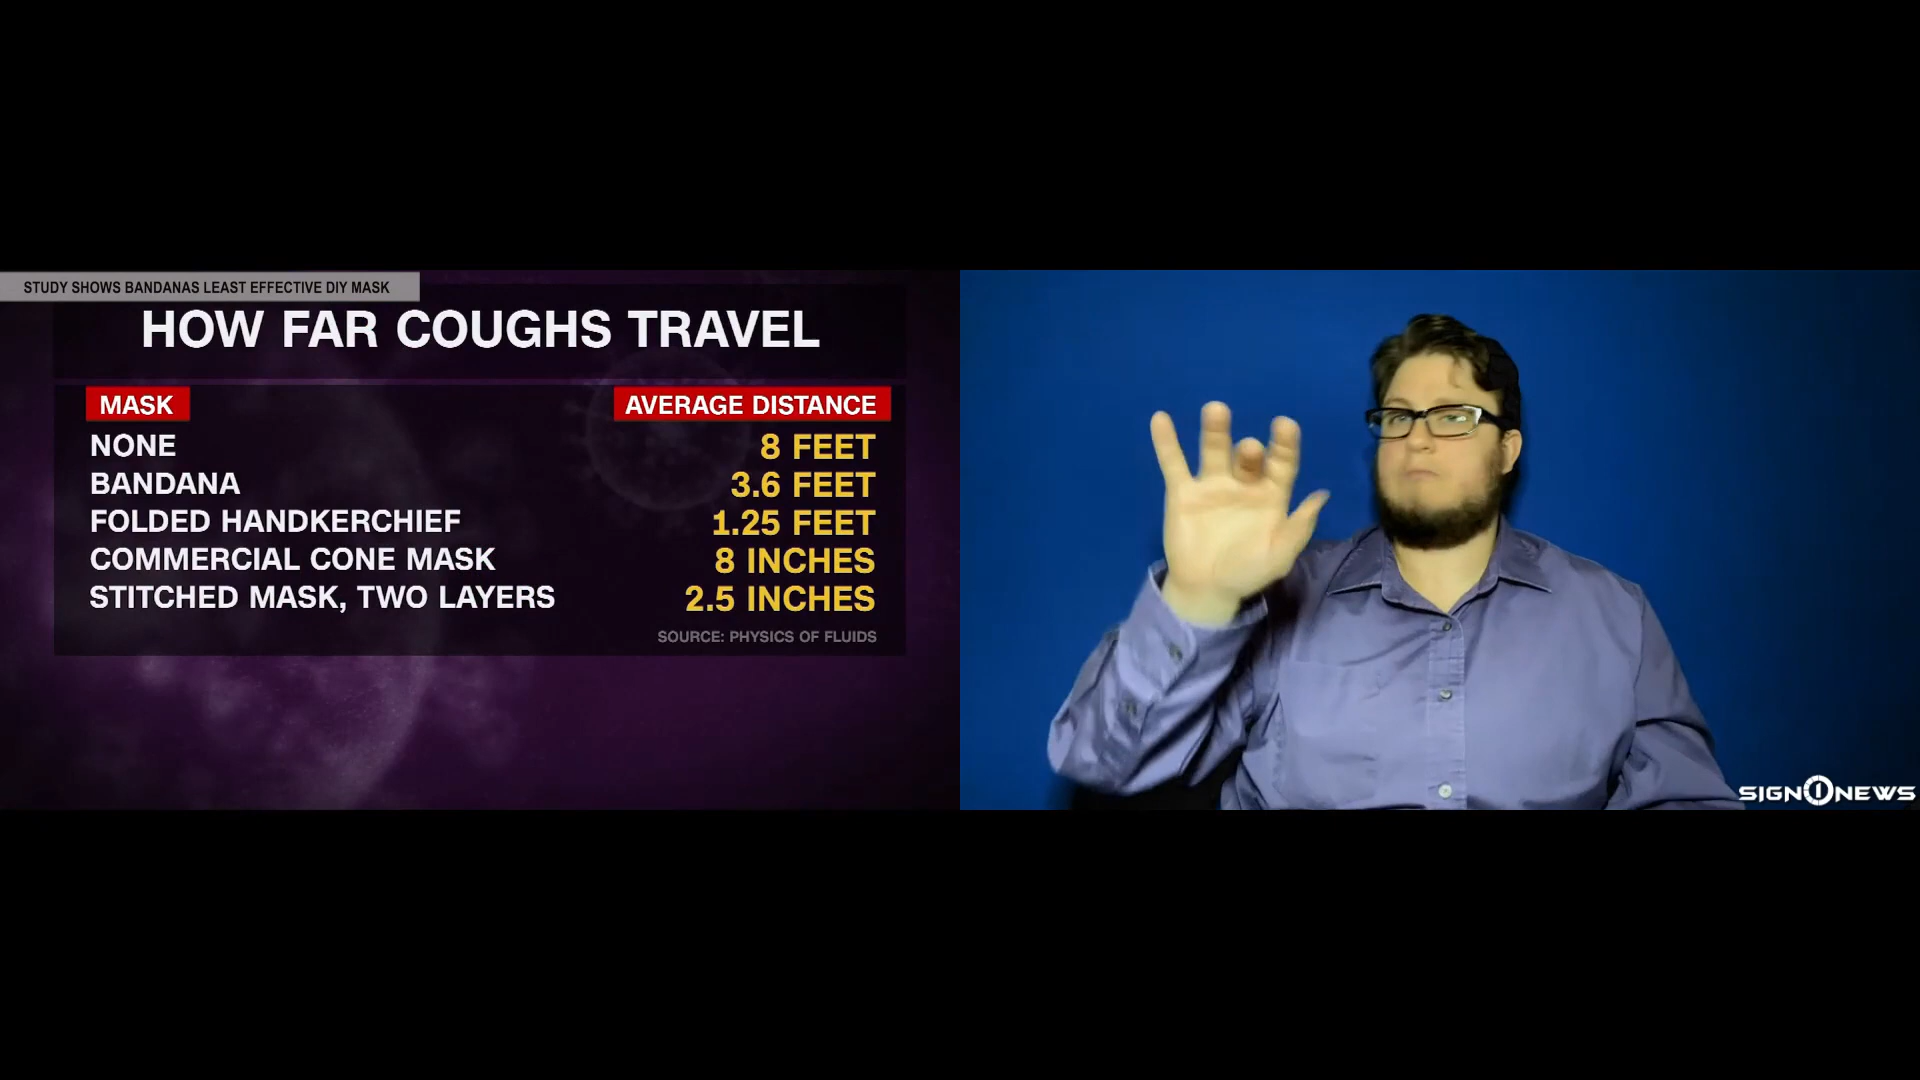 STUDY SHOWS BANDANAS LEAST EFFECTIVE DIY MASK
HOW FAR COUGHS TRAVEL
MASK AVERAGE DISTANCE
NONE 8 FEET
BANDANA 3.6 FEET
FOLDED HANDKERCHIEF 1.25 FEET
COMMERCIAL CONE MASK 8 INCHES
STITCHED MASK, TWO LAYERS 2.5 INCHES
SOURCE: PHYSICS OF FLUIDS
SIGN1NEWS